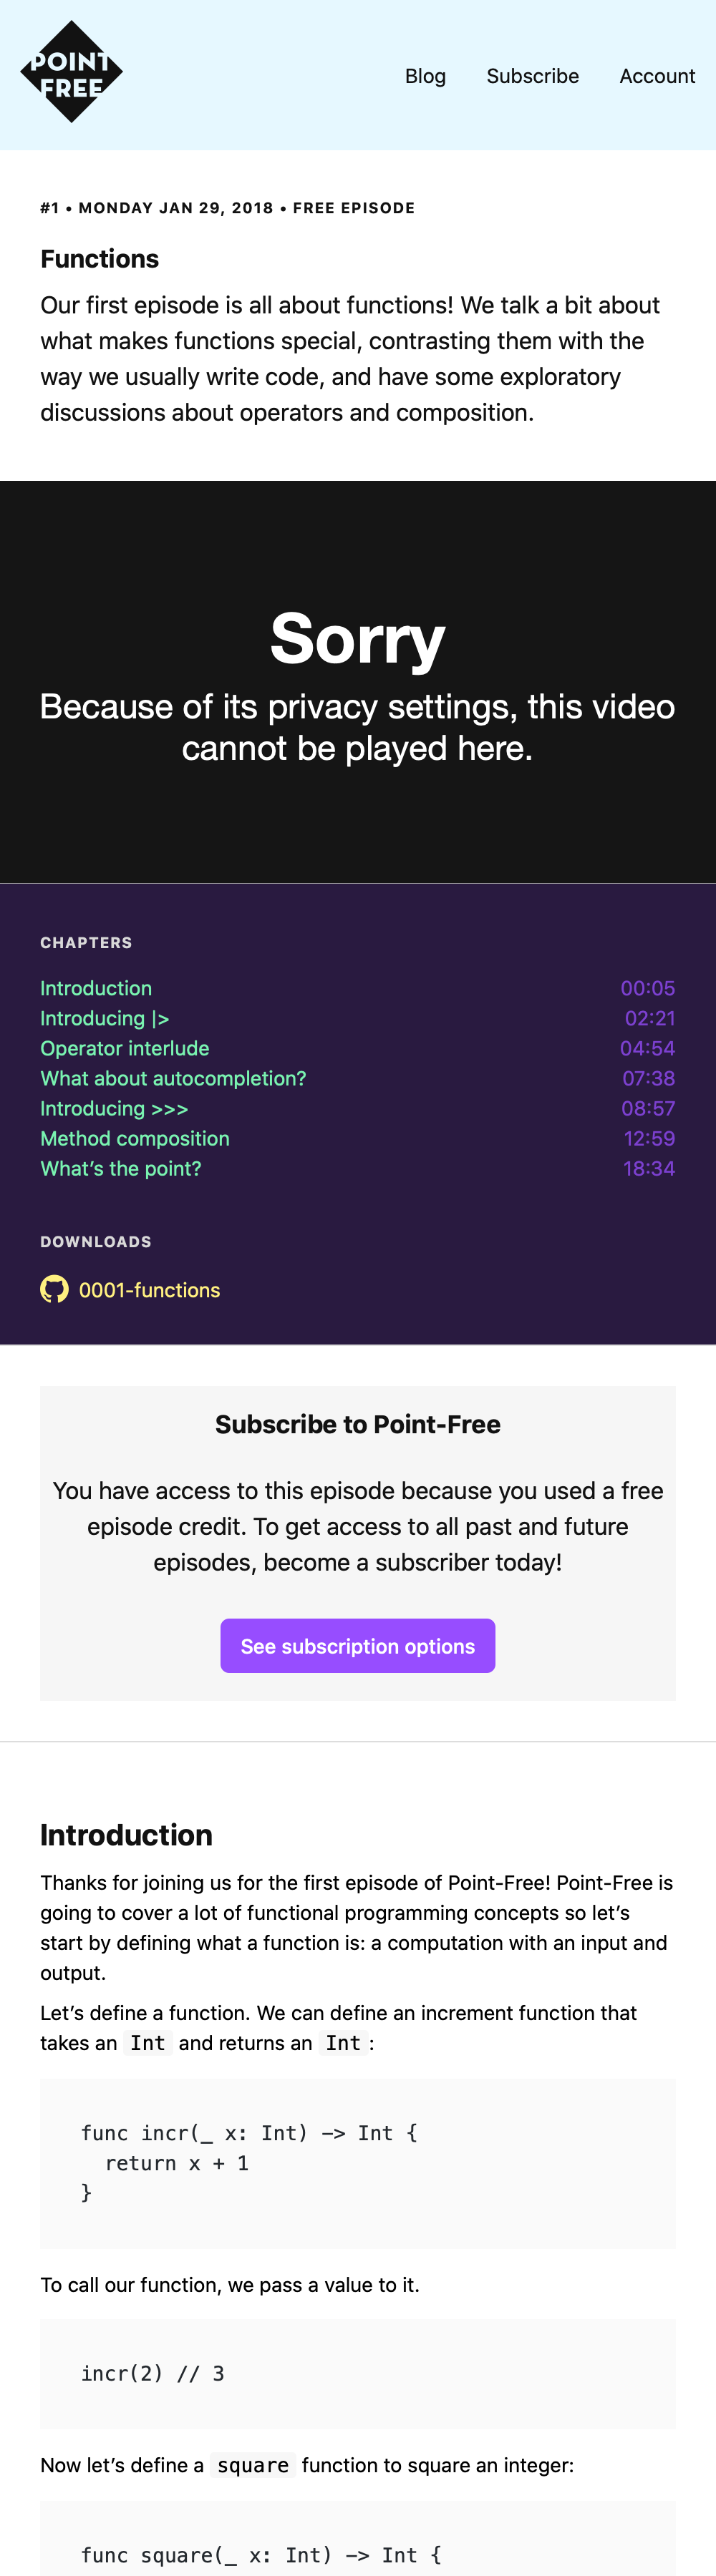 POINT
FREE
Blog Subscribe Account
#1 • MONDAY JAN 29, 2018 • FREE EPISODE
Functions
Our first episode is all about functions! We talk a bit about
what makes functions special, contrasting them with the
way we usually write code, and have some exploratory
discussions about operators and composition.
Sorry
Because of its privacy settings, this video
cannot be played here.
CHAPTERS
Introduction 00:05
Introducing |> 02:21
Operator interlude 04:54
What about autocompletion? 07:38
Introducing >>> 08:57
Method composition 12:59
What’s the point? 18:34
DOWNLOADS
0001-functions
Subscribe to Point-Free
You have access to this episode because you used a free
episode credit. To get access to all past and future
episodes, become a subscriber today!
See subscription options
Introduction
Thanks for joining us for the first episode of Point-Free! Point-Free is
going to cover a lot of functional programming concepts so let’s
start by defining what a function is: a computation with an input and
output.
Let’s define a function. We can define an increment function that
takes an Int and returns an Int :
func incr(_ x: Int) -> Int {
  return x + 1
}
To call our function, we pass a value to it.
incr(2) // 3
Now let’s define a square function to square an integer:
func square(_ x: Int) -> Int {